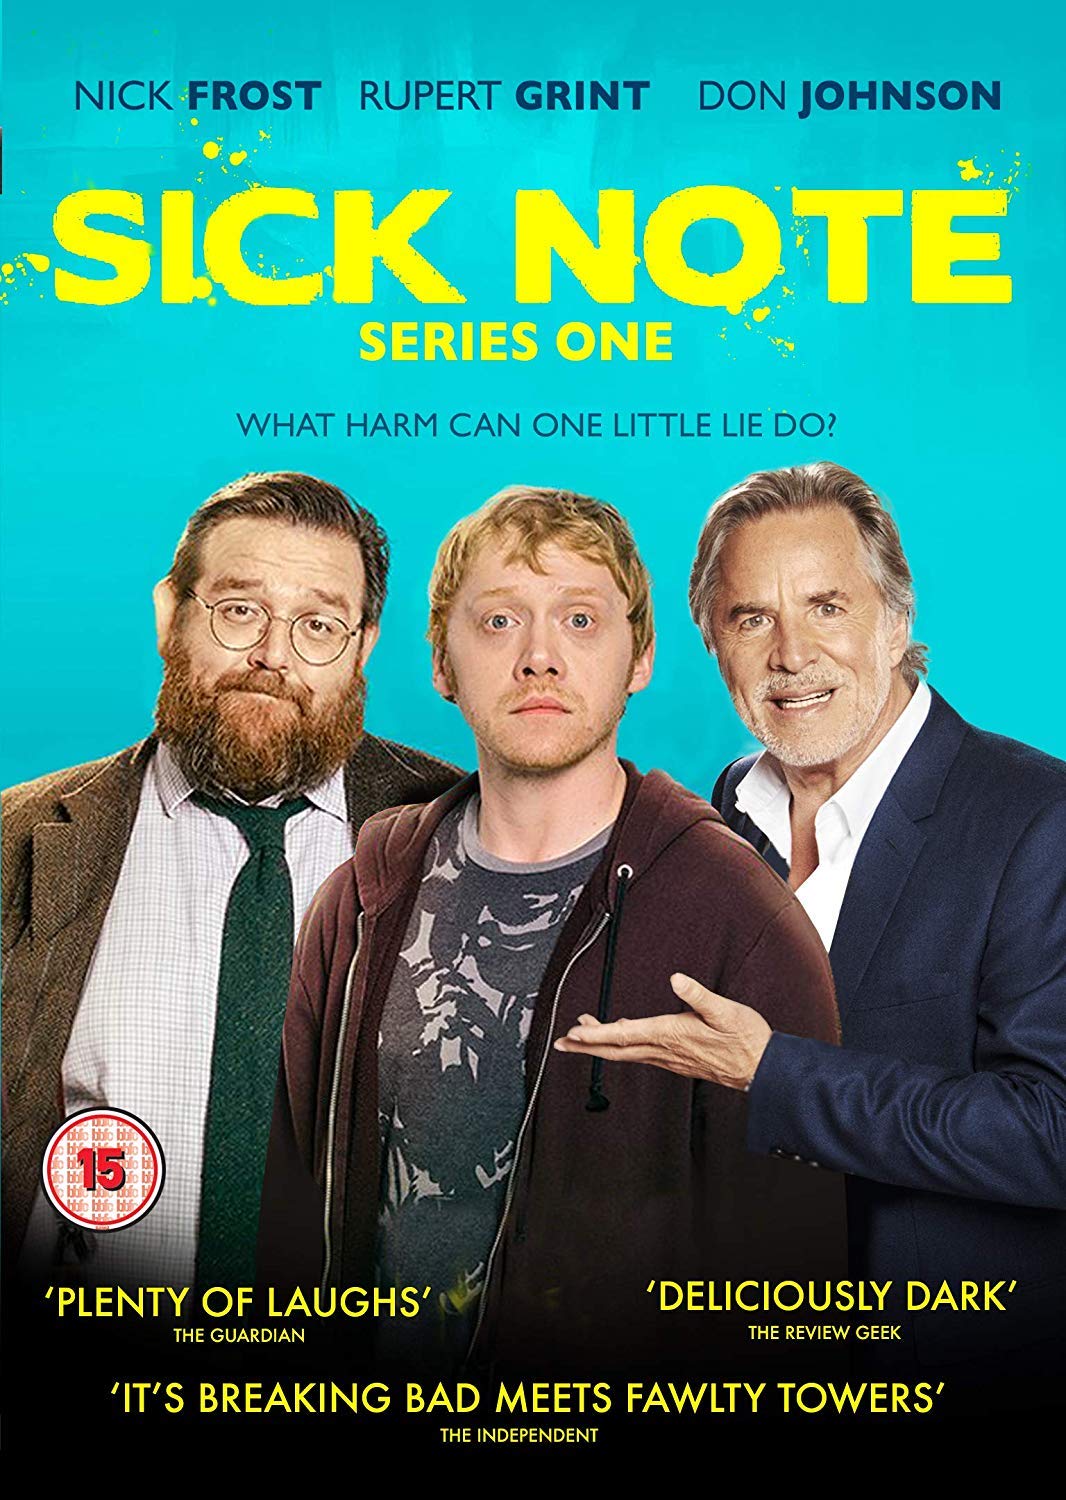 NICK FROST RUPERT GRINT DON JOHNSON
SICK NOTE
SERIES ONE
WHAT HARM CAN ONE LITTLE LIE DO?
15
'PLENTY OF LAUGHS'
THE GUARDIAN
'DELICIOUSLY DARK'
THE REVIEW GEEK
'IT'S BREAKING BAD MEETS FAWLTY TOWERS'
THE INDEPENDENT